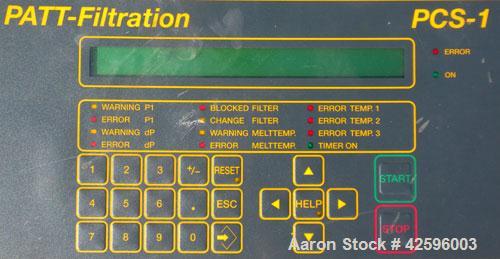 PATT-Filtration PCS-1
ERROR
ON
WARNING P1 BLOCKED FILTER ERROR TEMP. 1
ERROR P1 CHANGE FILTER ERROR TEMP. 2
WARNING dP WARNING MELTTEMP. ERROR TEMP. 3
ERROR dP ERROR MELTTEMP. TIMER ON
1 2 3 +/- RESET START
4 5 6 . ESC HELP
7 8 9 0 STOP
Aaron Stock # 42596003